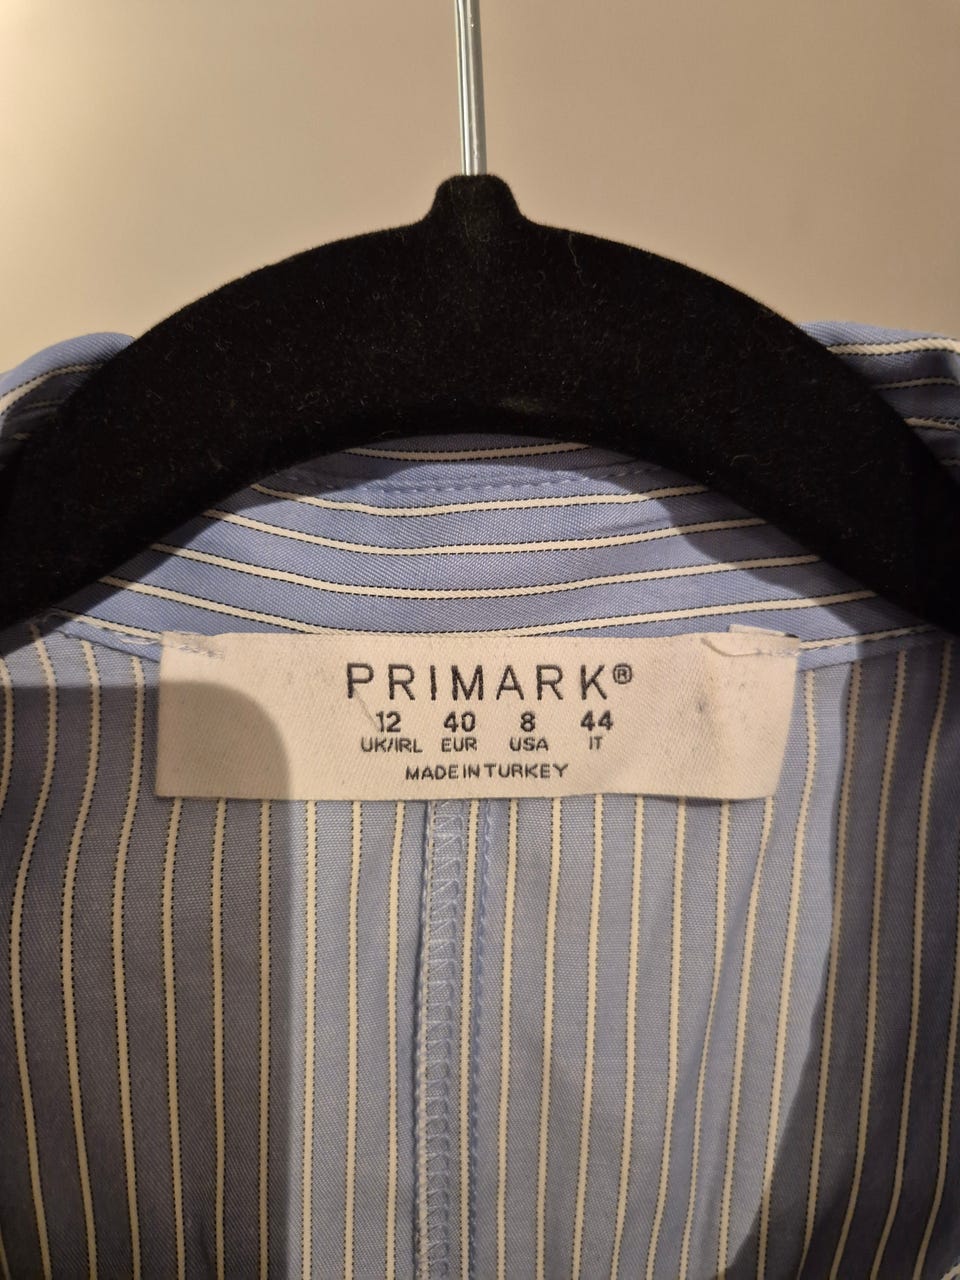 PRIMARK®
12 40 8 44
UK/IRL EUR USA IT
MADE IN TURKEY